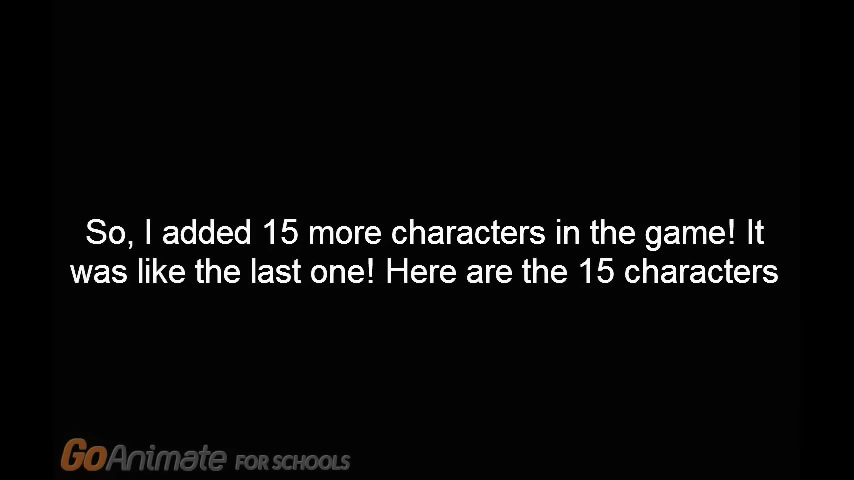 So, I added 15 more characters in the game! It
was like the last one! Here are the 15 characters
GoAnimate FOR SCHOOLS